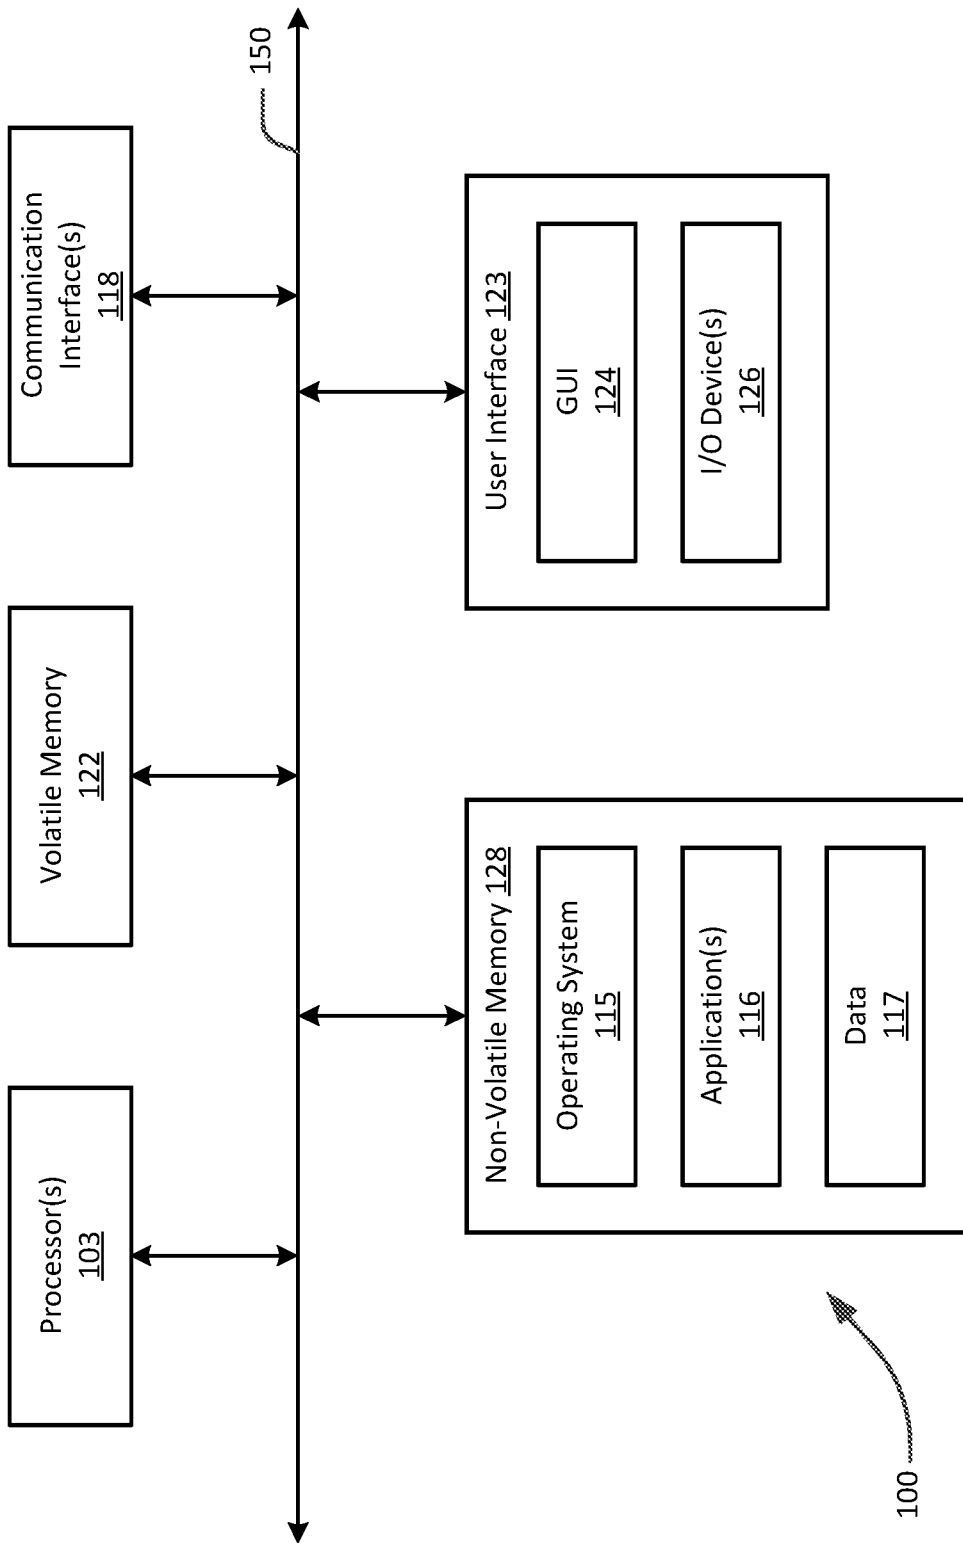 Processor(s)
103
Volatile Memory
122
Communication
Interface(s)
118
150
Non-Volatile Memory 128
Operating System
115
Application(s)
116
Data
117
User Interface 123
GUI
124
I/O Device(s)
126
100